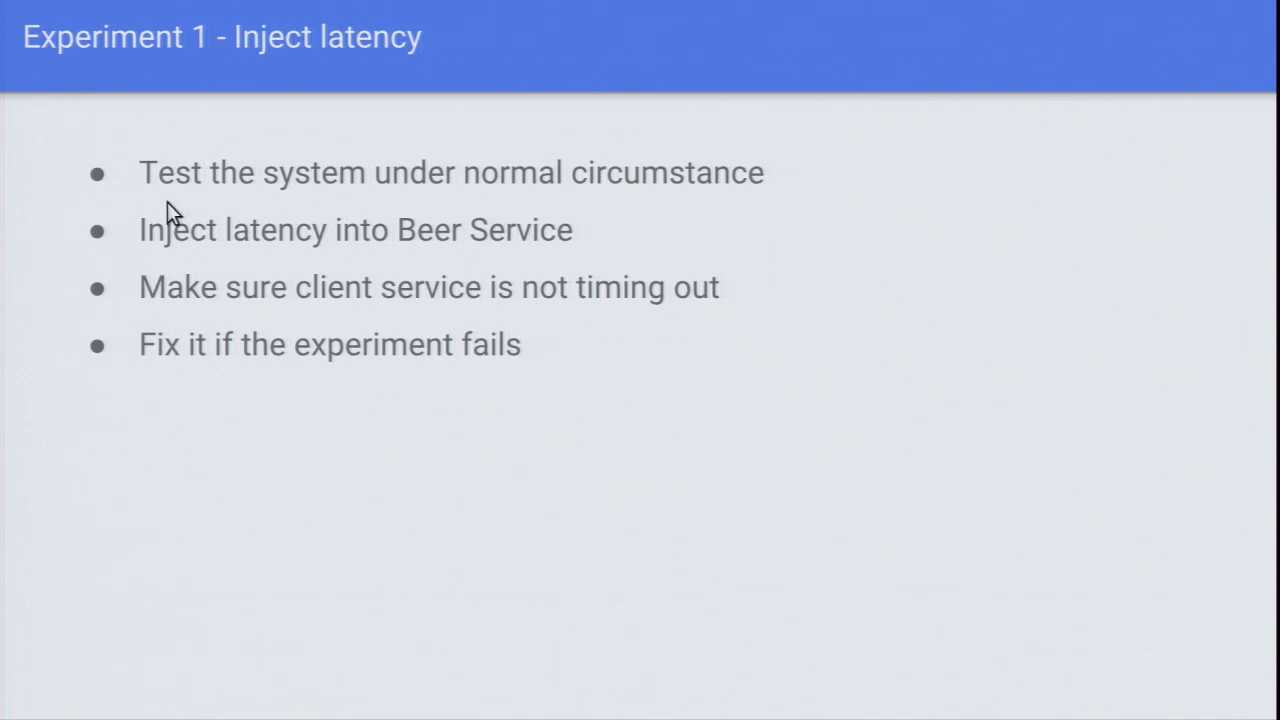 Experiment 1 - Inject latency
● Test the system under normal circumstance
● Inject latency into Beer Service
● Make sure client service is not timing out
● Fix it if the experiment fails